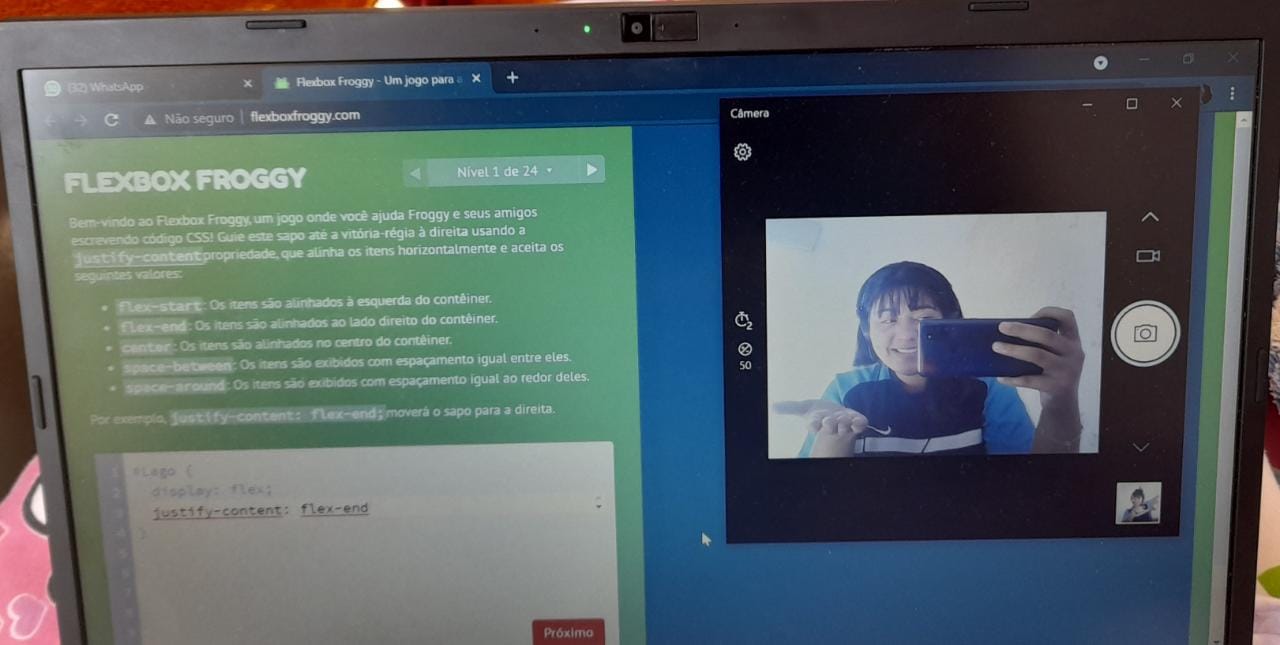 (32) WhatsApp
Flexbox Froggy - Um jogo para a
Não seguro
flexboxfroggy.com
FLEXBOX FROGGY
Nível 1 de 24
Bem-vindo ao Flexbox Froggy, um jogo onde você ajuda Froggy e seus amigos
escrevendo código CSS! Guie este sapo até a vitória-régia à direita usando a
justify-content propriedade, que alinha os itens horizontalmente e aceita os
seguintes valores:
flex-start: Os itens são alinhados à esquerda do contêiner.
flex-end: Os itens são alinhados ao lado direito do contêiner.
center: Os itens são alinhados no centro do contêiner.
space-between: Os itens são exibidos com espaçamento igual entre eles.
space-around: Os itens são exibidos com espaçamento igual ao redor deles.
Por exemplo, justify-content: flex-end; moverá o sapo para a direita.
1 #Lago {
2 display: flex;
3 justify-content: flex-end
4 }
5
Próximo
Câmera
2
50